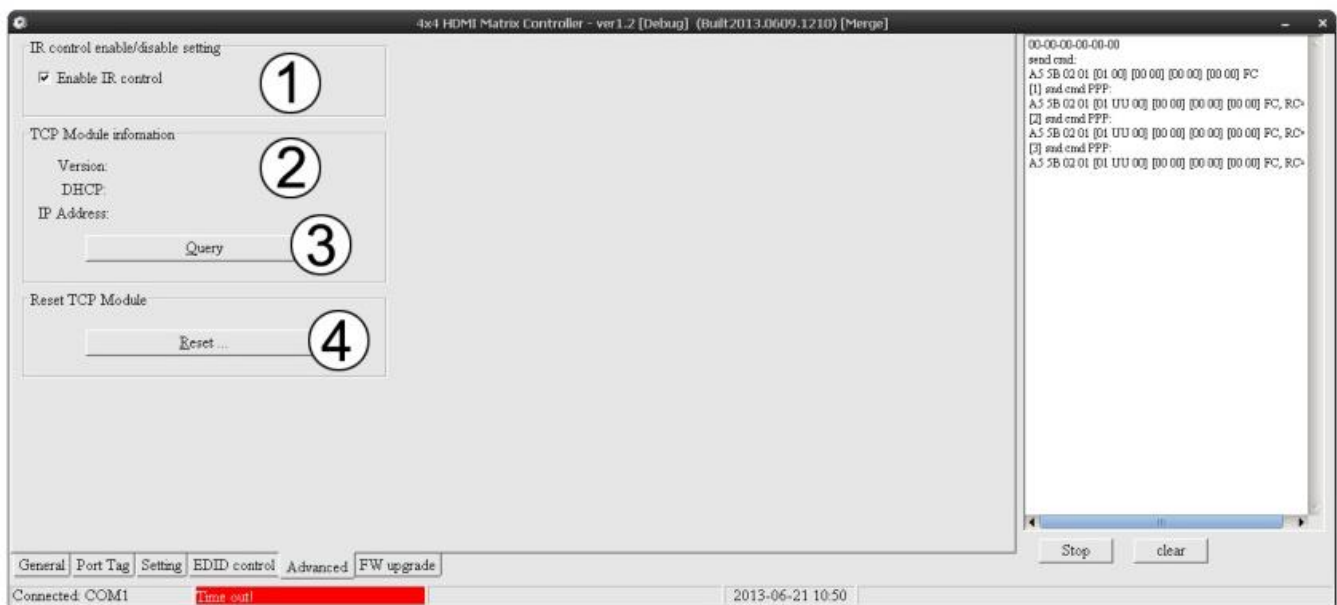 4x4 HDMI Matrix Controller - ver1.2 [Debug] (Built2013.0609.1210) [Merge]
IR control enable/disable setting
Enable IR control
1
TCP Module infomation
2
Version:
DHCP:
IP Address:
Query
3
Reset TCP Module
Reset ...
4
00-00-00-00-00-00
send cmd:
A5 5B 02 01 [01 00] [00 00] [00 00] [00 00] FC
[1] snd cmd PPP:
A5 5B 02 01 [01 UU 00] [00 00] [00 00] [00 00] FC, RC
[2] snd cmd PPP:
A5 5B 02 01 [01 UU 00] [00 00] [00 00] [00 00] FC, RC
[3] snd cmd PPP:
A5 5B 02 01 [01 UU 00] [00 00] [00 00] [00 00] FC, RC
Stop clear
General Port Tag Setting EDID control Advanced FW upgrade
Connected: COM1 Time out! 2013-06-21 10:50